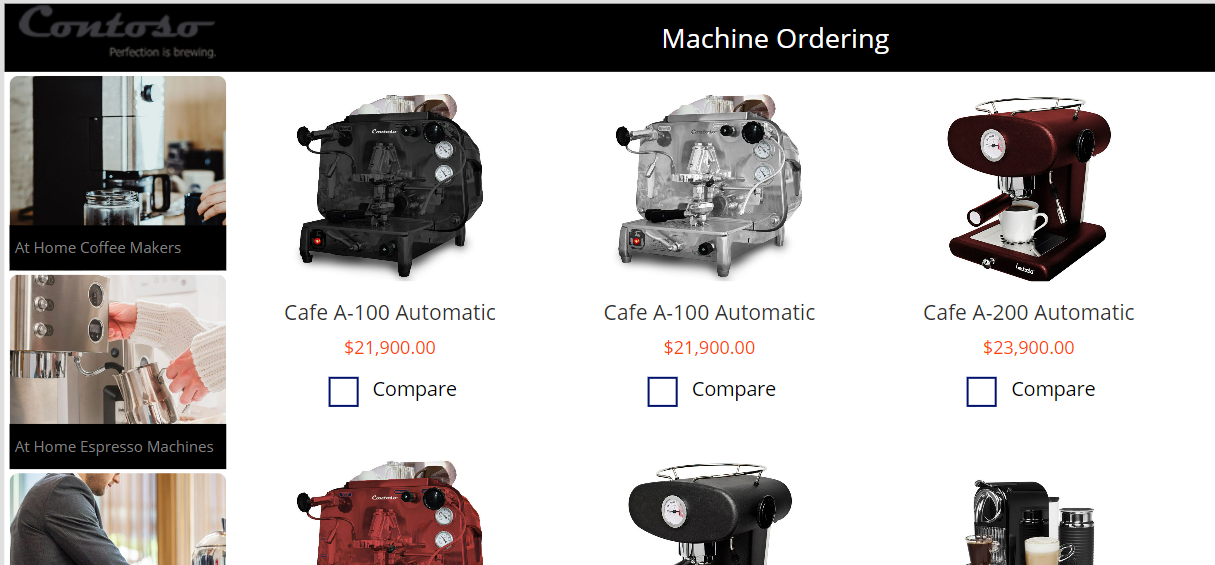 Contoso
Perfection is brewing.
Machine Ordering
At Home Coffee Makers
At Home Espresso Machines
Contoso
Cafe A-100 Automatic
$21,900.00
Compare
Contoso
Cafe A-100 Automatic
$21,900.00
Compare
Cafe A-200 Automatic
$23,900.00
Compare
Contoso